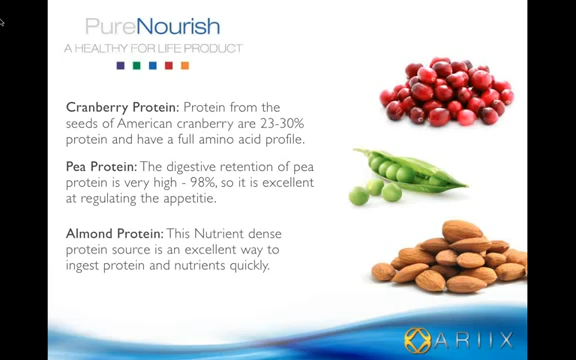 PureNourish
A HEALTHY FOR LIFE PRODUCT
Cranberry Protein: Protein from the
seeds of American cranberry are 23-30%
protein and have a full amino acid profile.
Pea Protein: The digestive retention of pea
protein is very high - 98%, so it is excellent
at regulating the appetitie.
Almond Protein: This Nutrient dense
protein source is an excellent way to
ingest protein and nutrients quickly.
ARIIX